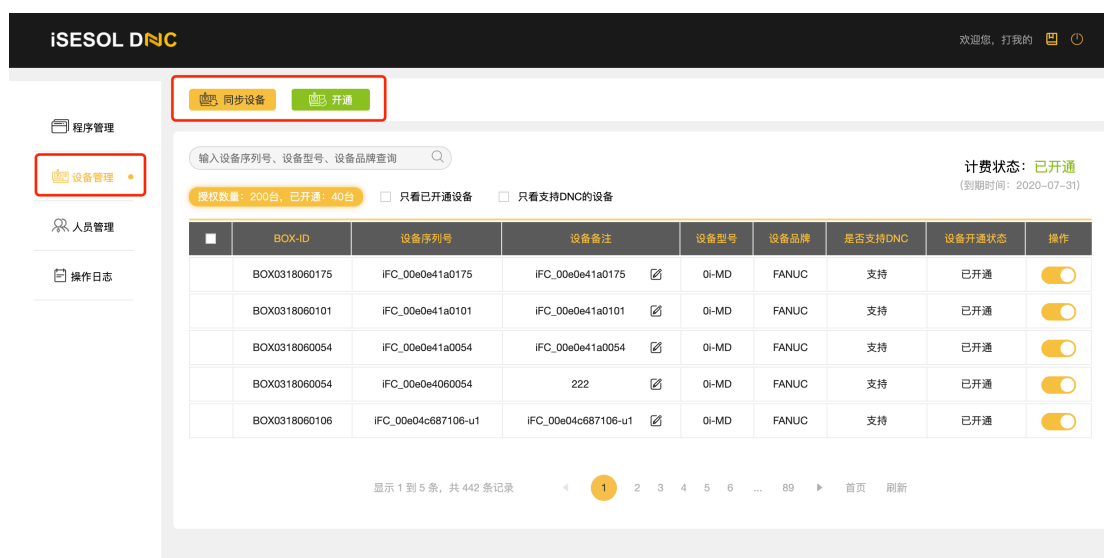 iSESOL DNC
欢迎您，打我的
同步设备
开通
程序管理
设备管理
人员管理
操作日志
输入设备序列号、设备型号、设备品牌查询
计费状态：已开通
(到期时间：2020-07-31)
授权数量：200台，已开通：40台
只看已开通设备
只看支持DNC的设备
BOX-ID 设备序列号 设备备注 设备型号 设备品牌 是否支持DNC 设备开通状态 操作
BOX0318060175 iFC_00e0e41a0175 iFC_00e0e41a0175 0i-MD FANUC 支持 已开通
BOX0318060101 iFC_00e0e41a0101 iFC_00e0e41a0101 0i-MD FANUC 支持 已开通
BOX0318060054 iFC_00e0e41a0054 iFC_00e0e41a0054 0i-MD FANUC 支持 已开通
BOX0318060054 iFC_00e0e4060054 222 0i-MD FANUC 支持 已开通
BOX0318060106 iFC_00e04c687106-u1 iFC_00e04c687106-u1 0i-MD FANUC 支持 已开通
显示 1 到 5 条，共 442 条记录 1 2 3 4 5 6 ... 89 首页 刷新